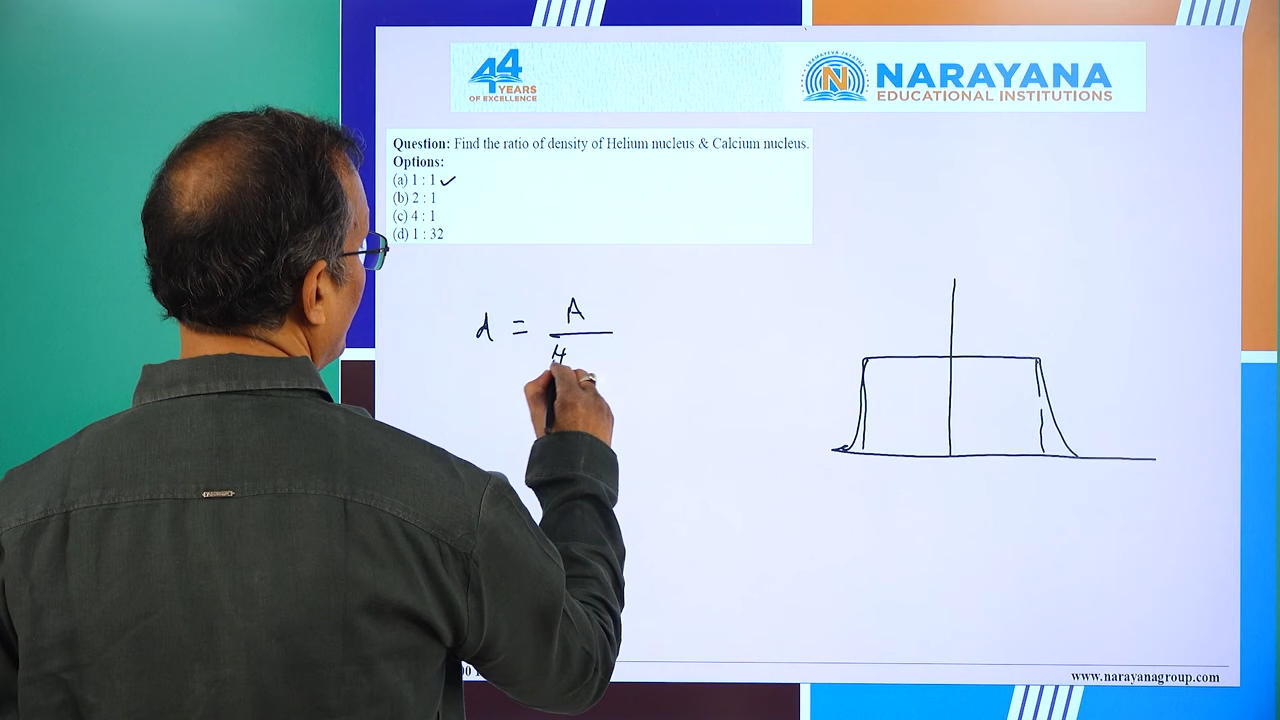 44
YEARS
OF EXCELLENCE
NARAYANA
EDUCATIONAL INSTITUTIONS
Question: Find the ratio of density of Helium nucleus & Calcium nucleus.
Options:
(a) 1 : 1 ✓
(b) 2 : 1
(c) 4 : 1
(d) 1 : 32
d = A
4
www.narayanagroup.com